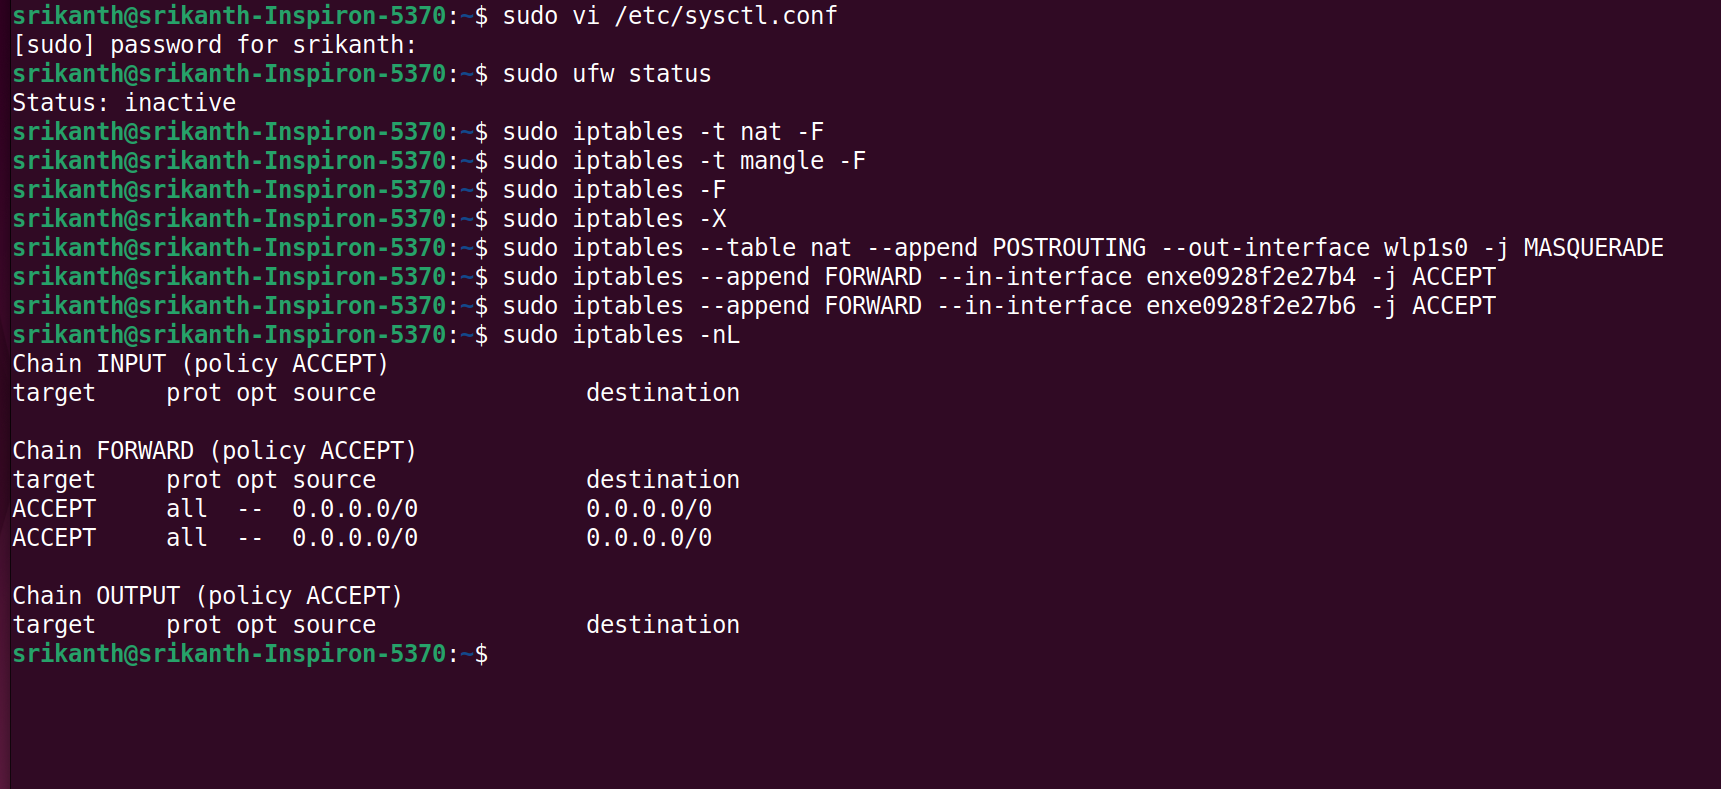 srikanth@srikanth-Inspiron-5370:~$ sudo vi /etc/sysctl.conf
[sudo] password for srikanth:
srikanth@srikanth-Inspiron-5370:~$ sudo ufw status
Status: inactive
srikanth@srikanth-Inspiron-5370:~$ sudo iptables -t nat -F
srikanth@srikanth-Inspiron-5370:~$ sudo iptables -t mangle -F
srikanth@srikanth-Inspiron-5370:~$ sudo iptables -F
srikanth@srikanth-Inspiron-5370:~$ sudo iptables -X
srikanth@srikanth-Inspiron-5370:~$ sudo iptables --table nat --append POSTROUTING --out-interface wlp1s0 -j MASQUERADE
srikanth@srikanth-Inspiron-5370:~$ sudo iptables --append FORWARD --in-interface enxe0928f2e27b4 -j ACCEPT
srikanth@srikanth-Inspiron-5370:~$ sudo iptables --append FORWARD --in-interface enxe0928f2e27b6 -j ACCEPT
srikanth@srikanth-Inspiron-5370:~$ sudo iptables -nL
Chain INPUT (policy ACCEPT)
target     prot opt source               destination

Chain FORWARD (policy ACCEPT)
target     prot opt source               destination
ACCEPT     all  --  0.0.0.0/0            0.0.0.0/0
ACCEPT     all  --  0.0.0.0/0            0.0.0.0/0

Chain OUTPUT (policy ACCEPT)
target     prot opt source               destination
srikanth@srikanth-Inspiron-5370:~$